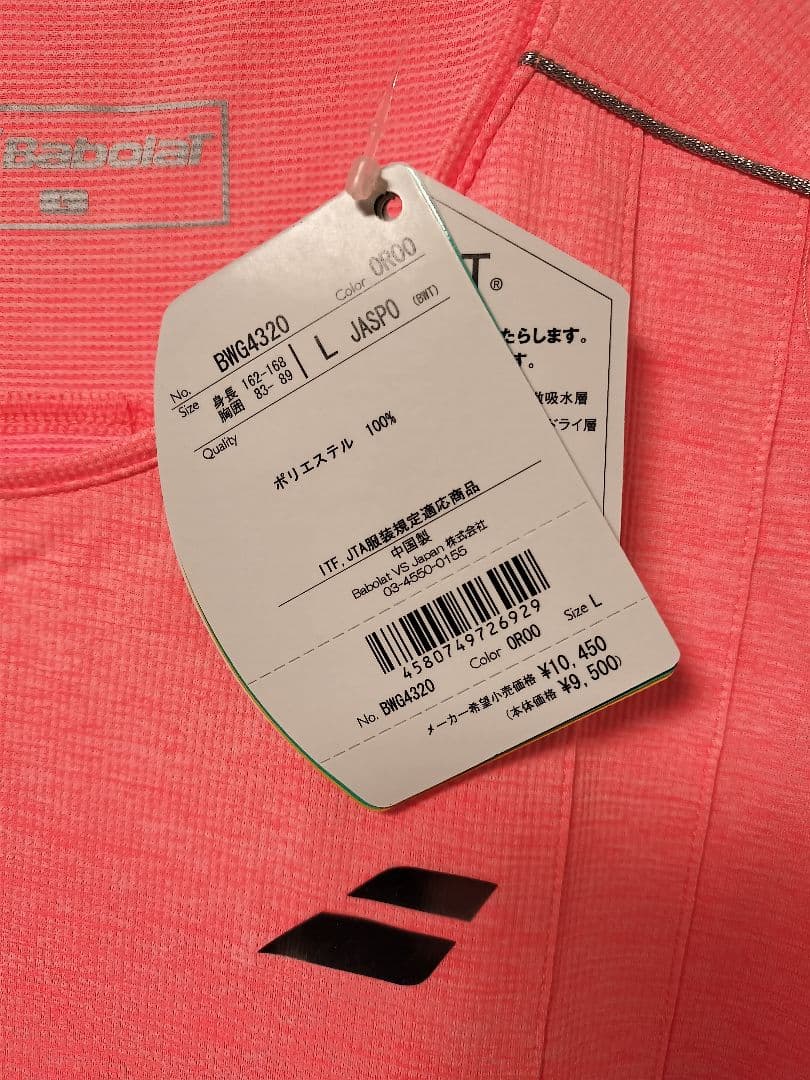 Babolat
L
T®
たらします。
す。
吸水層
ドライ層
Color OR00
No. BWG4320
Size 身長 162-168 L JASPO (BWT)
胸囲 83- 89
Quality
ポリエステル 100%
ITF, JTA服装規定適応商品
中国製
Babolat VS Japan 株式会社
03-4550-0155
4580749726929
No. BWG4320 Color OR00 Size L
メーカー希望小売価格 ¥10,450
(本体価格 ¥9,500)